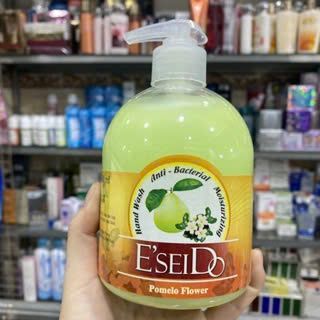 Hand Wash Anti - Bacterial Moisturizing
E'SEIDO
Pomelo Flower